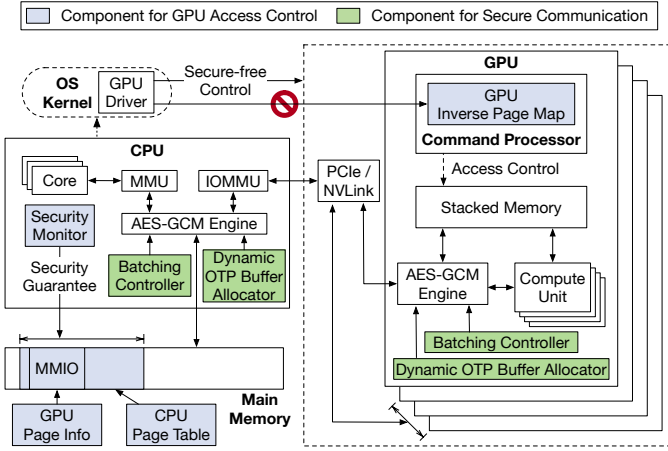 Component for GPU Access Control
Component for Secure Communication
OS
Kernel
GPU
Driver
Secure-free
Control
GPU
GPU
Inverse Page Map
Command Processor
CPU
Core
MMU
IOMMU
PCIe /
NVLink
Access Control
Stacked Memory
Security
Monitor
AES-GCM Engine
Security
Guarantee
Batching
Controller
Dynamic
OTP Buffer
Allocator
AES-GCM
Engine
Compute
Unit
Batching Controller
Dynamic OTP Buffer Allocator
MMIO
Main
Memory
GPU
Page Info
CPU
Page Table